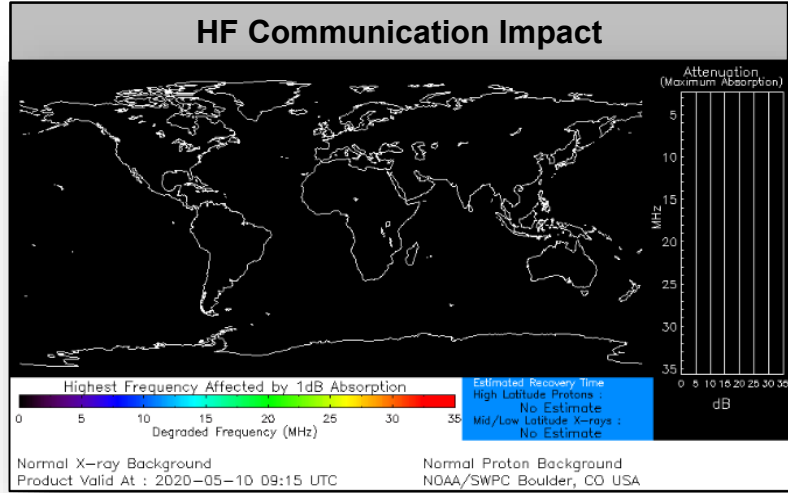 HF Communication Impact
Attenuation
(Maximum Absorption)
5
10
15
20
25
30
35
MHz
0 5 10 15 20 25 30 35
dB
Highest Frequency Affected by 1dB Absorption
0 5 10 15 20 25 30 35
Degraded Frequency (MHz)
Estimated Recovery Time
High Latitude Protons :
No Estimate
Mid/Low Latitude X-rays :
No Estimate
Normal X-ray Background
Normal Proton Background
Product Valid At : 2020-05-10 09:15 UTC
NOAA/SWPC Boulder, CO USA